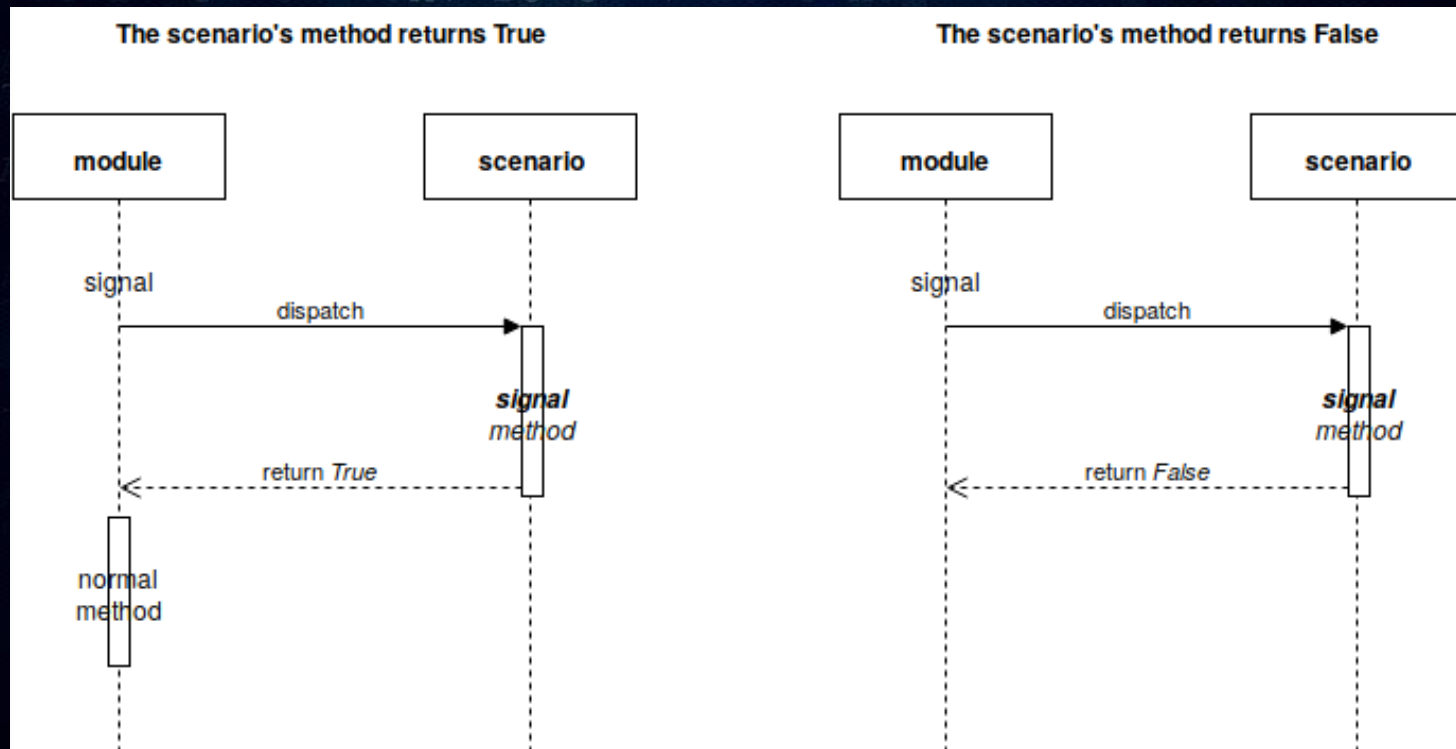 The scenario's method returns True
module
scenario
signal
dispatch
signal
method
return True
normal
method
The scenario's method returns False
module
scenario
signal
dispatch
signal
method
return False